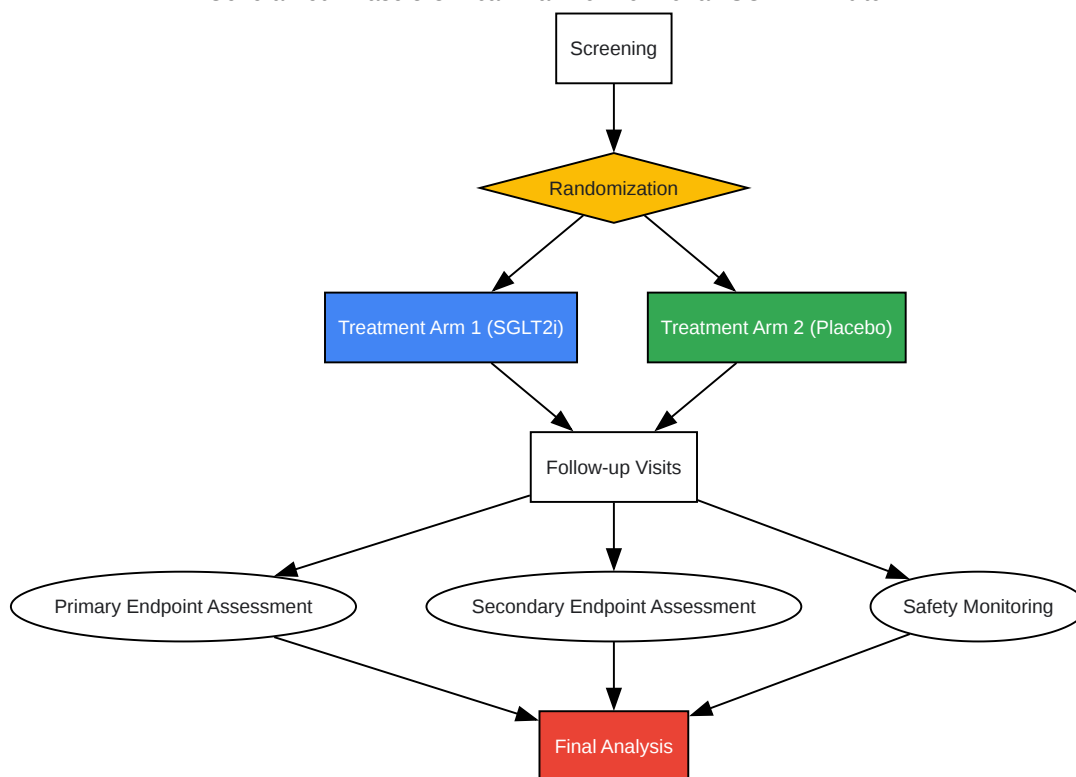 Screening
Randomization
Treatment Arm 1 (SGLT2i)
Treatment Arm 2 (Placebo)
Follow-up Visits
Primary Endpoint Assessment
Secondary Endpoint Assessment
Safety Monitoring
Final Analysis